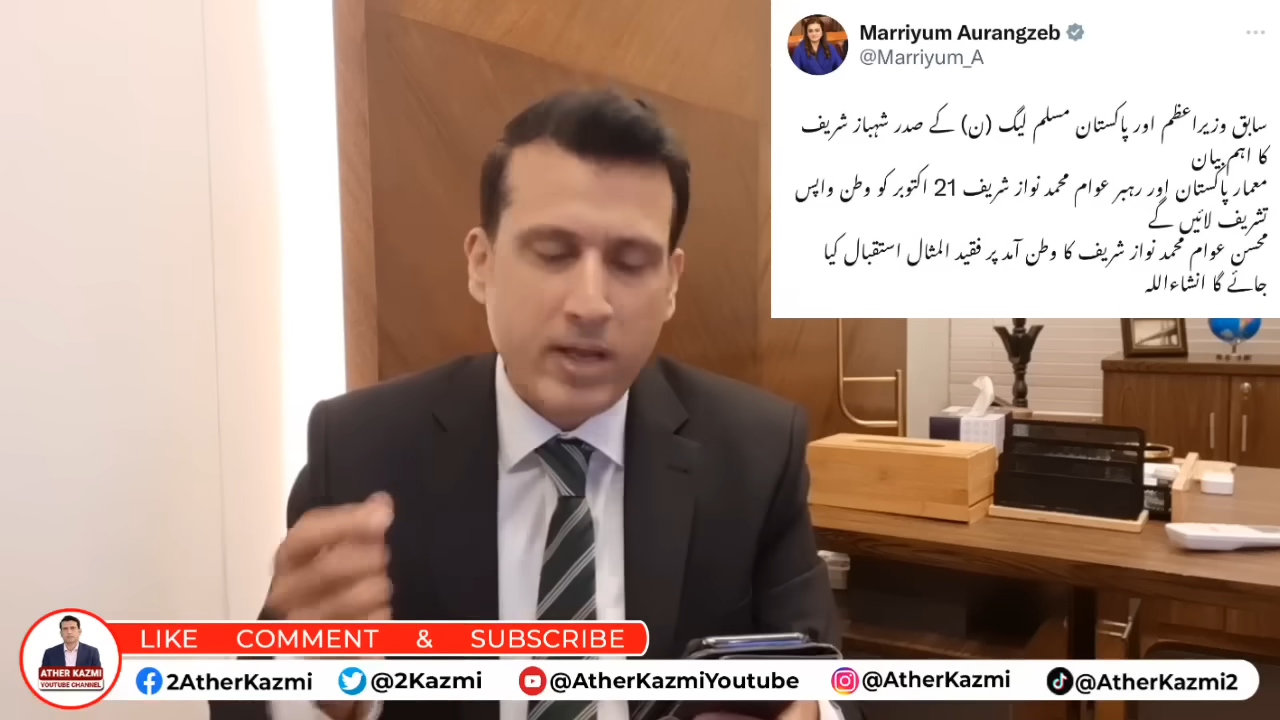 Marriyum Aurangzeb
@Marriyum_A
سابق وزیراعظم اور پاکستان مسلم لیگ (ن) کے صدر شہباز شریف
کا اہم بیان
معمار پاکستان اور رہبر عوام محمد نواز شریف 21 اکتوبر کو وطن واپس
تشریف لائیں گے
محسن عوام محمد نواز شریف کا وطن آمد پر فقید المثال استقبال کیا
جائے گا انشاءاللہ
LIKE COMMENT & SUBSCRIBE
ATHER KAZMI
YOUTUBE CHANNEL
2AtherKazmi @2Kazmi @AtherKazmiYoutube @AtherKazmi @AtherKazmi2